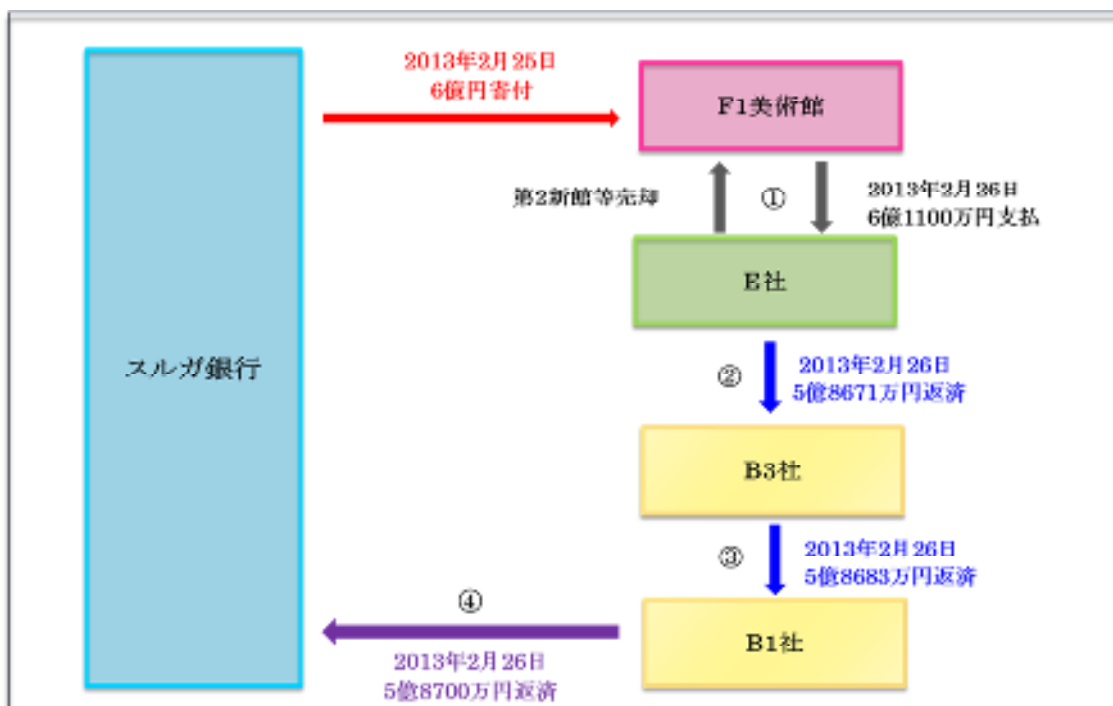 2013年2月25日
6億円寄付
F1美術館
第2新館等売却
①
2013年2月26日
6億1100万円支払
E社
スルガ銀行
②
2013年2月26日
5億8671万円返済
B3社
③
2013年2月26日
5億8683万円返済
④
B1社
2013年2月26日
5億8700万円返済